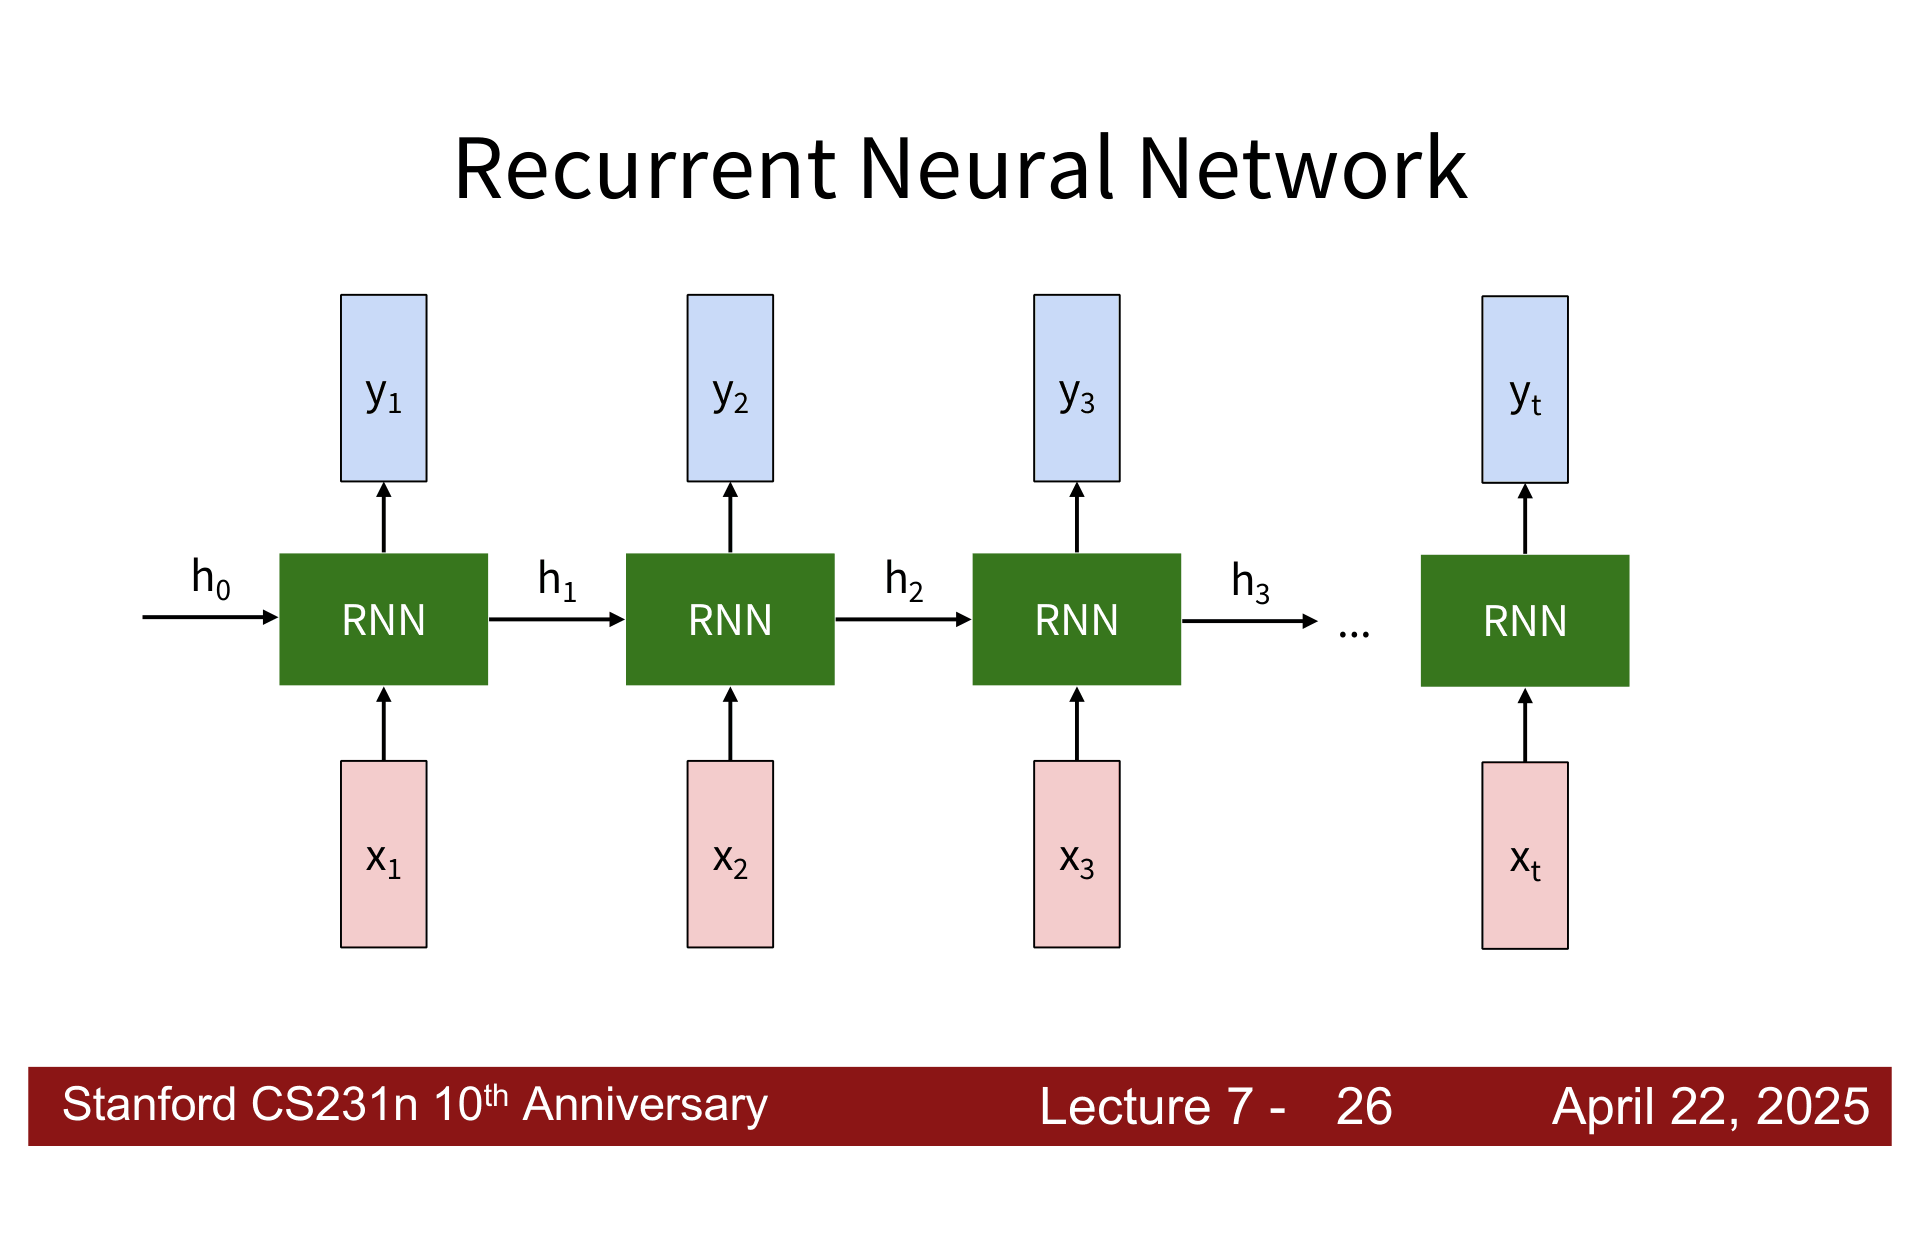 Recurrent Neural Network
y₁ y₂ y₃ yₜ
h₀ h₁ h₂ h₃
RNN RNN RNN ... RNN
x₁ x₂ x₃ xₜ
Stanford CS231n 10ᵗʰ Anniversary Lecture 7 - 26 April 22, 2025